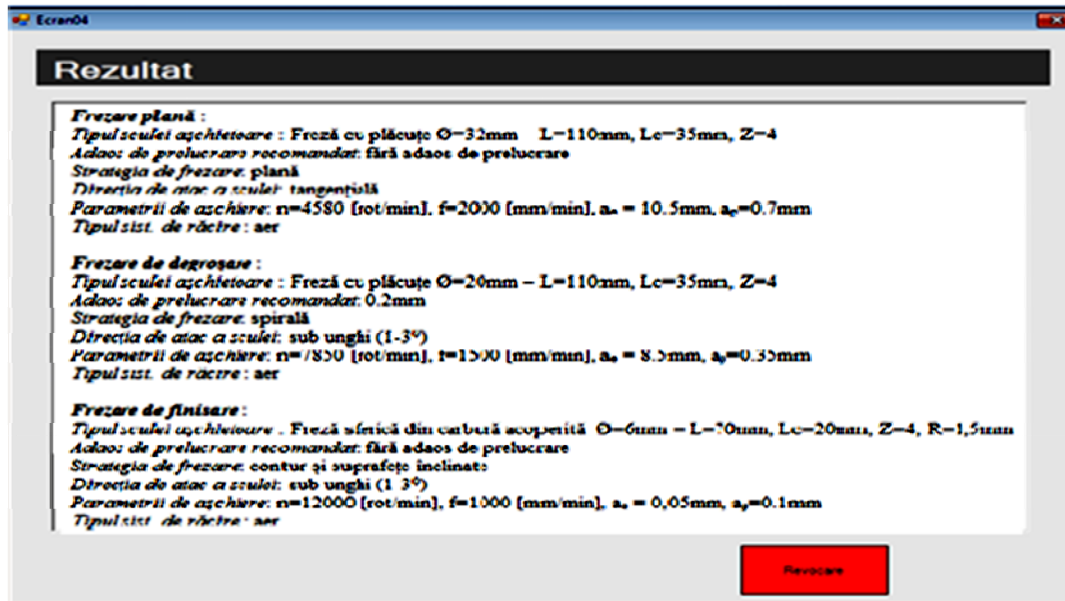 Ecran04
Rezultat
Frezare plană :
Tipul sculei așchietoare : Freză cu plăcuțe Ø=32mm – L=110mm, Lc=35mm, Z=4
Adaos de prelucrare recomandat: fără adaos de prelucrare
Strategia de frezare: plană
Direcția de atac a sculei: tangențială
Parametrii de așchiere: n=4580 [rot/min], f=2000 [mm/min], aₑ = 10.5mm, aₚ=0.7mm
Tipul sist. de răcire : aer
Frezare de degroșare :
Tipul sculei așchietoare : Freză cu plăcuțe Ø=20mm – L=110mm, Lc=35mm, Z=4
Adaos de prelucrare recomandat: 0.2mm
Strategia de frezare: spirală
Direcția de atac a sculei: sub unghi (1-3°)
Parametrii de așchiere: n=7850 [rot/min], f=1500 [mm/min], aₑ = 8.5mm, aₚ=0.35mm
Tipul sist. de răcire : aer
Frezare de finisare :
Tipul sculei așchietoare : Freză sferică din carbură acoperită Ø=6mm – L=70mm, Lc=20mm, Z=4, R=1,5mm
Adaos de prelucrare recomandat: fără adaos de prelucrare
Strategia de frezare: contur și suprafețe înclinate
Direcția de atac a sculei: sub unghi (1-3°)
Parametrii de așchiere: n=12000 [rot/min], f=1000 [mm/min], aₑ = 0,05mm, aₚ=0.1mm
Tipul sist. de răcire : aer
Revocare